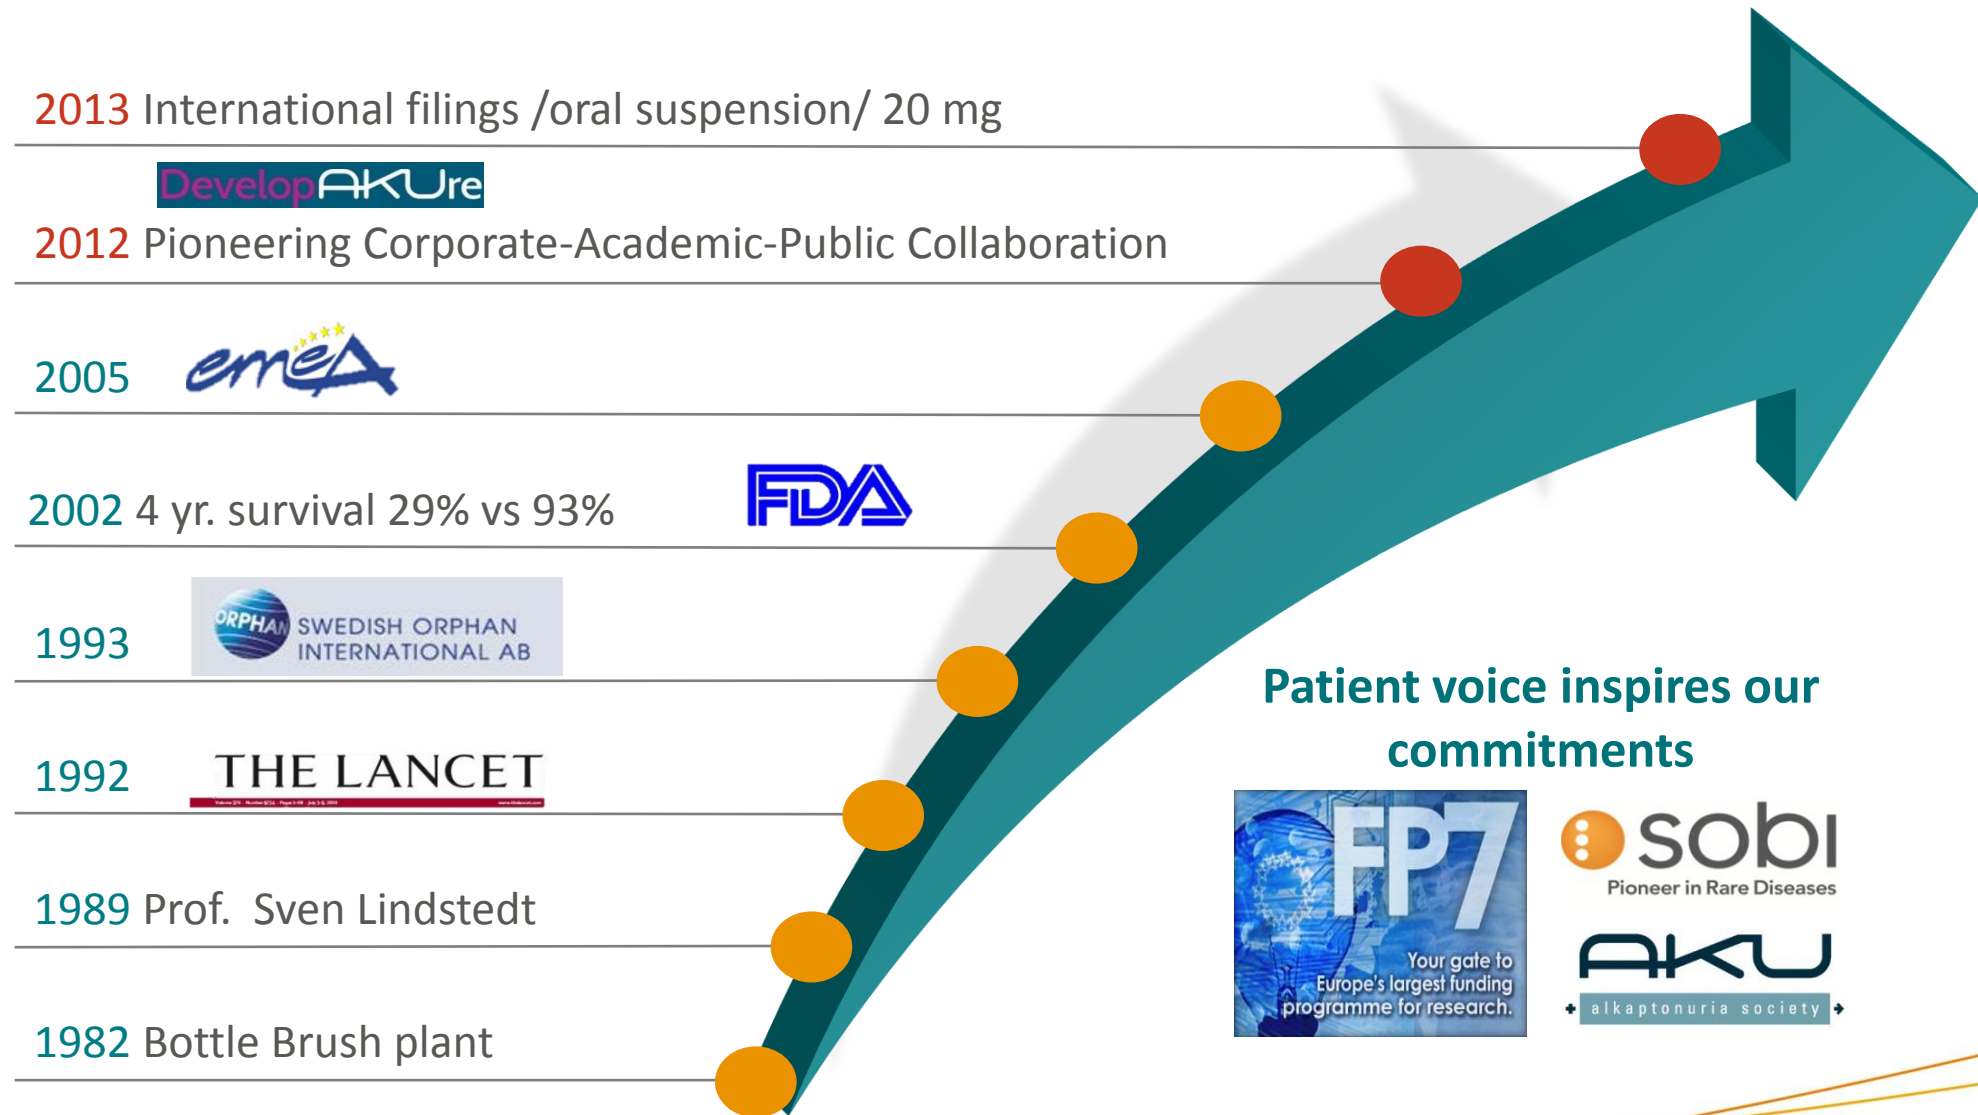 2013 International filings /oral suspension/ 20 mg
DevelopAKUre
2012 Pioneering Corporate-Academic-Public Collaboration
2005 emeA
2002 4 yr. survival 29% vs 93% FDA
1993 ORPHAN SWEDISH ORPHAN
INTERNATIONAL AB
1992 THE LANCET
1989 Prof. Sven Lindstedt
1982 Bottle Brush plant
Patient voice inspires our
commitments
FP7
Your gate to
Europe's largest funding
programme for research.
sobi
Pioneer in Rare Diseases
AKU
alkaptonuria society